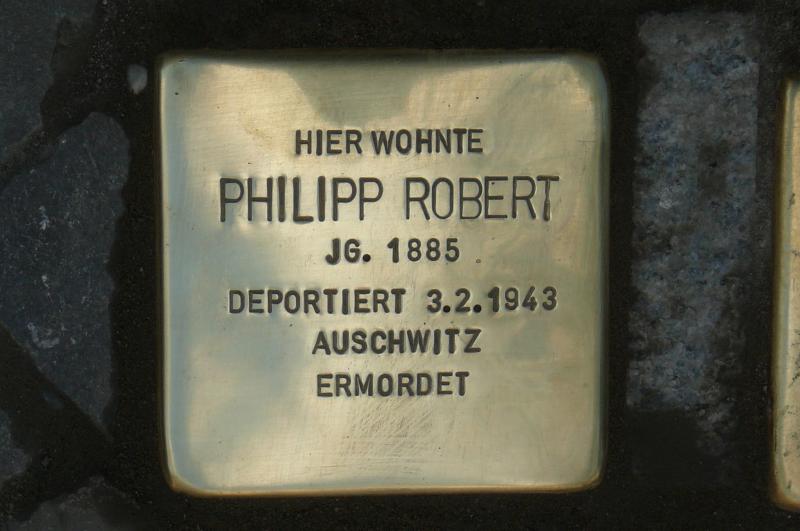 HIER WOHNTE
PHILIPP ROBERT
JG. 1885
DEPORTIERT 3.2.1943
AUSCHWITZ
ERMORDET